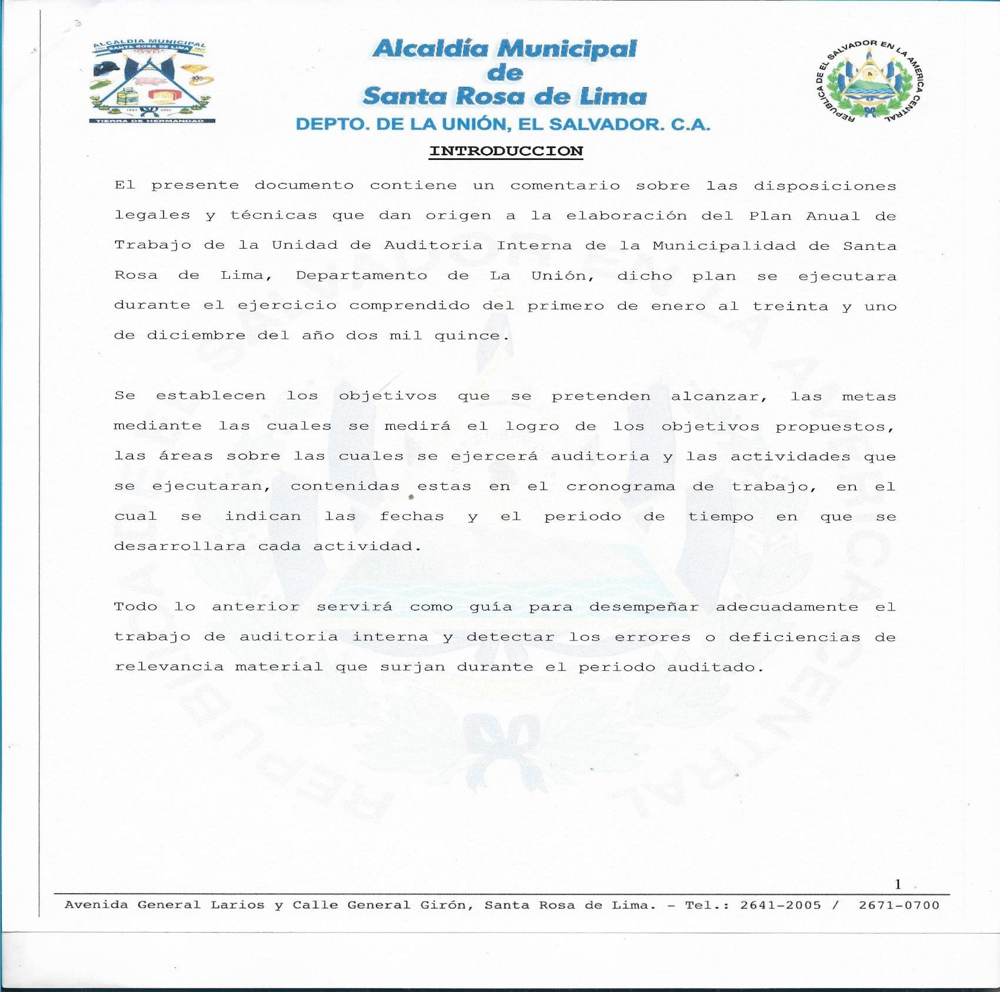 ALCALDIA MUNICIPAL
SANTA ROSA DE LIMA
TIERRA DE HERMANDAD
Alcaldía Municipal
de
Santa Rosa de Lima
DEPTO. DE LA UNIÓN, EL SALVADOR. C.A.
REPUBLICA DE EL SALVADOR EN LA AMERICA CENTRAL
INTRODUCCION
El presente documento contiene un comentario sobre las disposiciones
legales y técnicas que dan origen a la elaboración del Plan Anual de
Trabajo de la Unidad de Auditoria Interna de la Municipalidad de Santa
Rosa de Lima, Departamento de La Unión, dicho plan se ejecutara
durante el ejercicio comprendido del primero de enero al treinta y uno
de diciembre del año dos mil quince.
Se establecen los objetivos que se pretenden alcanzar, las metas
mediante las cuales se medirá el logro de los objetivos propuestos,
las áreas sobre las cuales se ejercerá auditoria y las actividades que
se ejecutaran, contenidas estas en el cronograma de trabajo, en el
cual se indican las fechas y el periodo de tiempo en que se
desarrollara cada actividad.
Todo lo anterior servirá como guía para desempeñar adecuadamente el
trabajo de auditoria interna y detectar los errores o deficiencias de
relevancia material que surjan durante el periodo auditado.
1
Avenida General Larios y Calle General Girón, Santa Rosa de Lima. - Tel.: 2641-2005 / 2671-0700